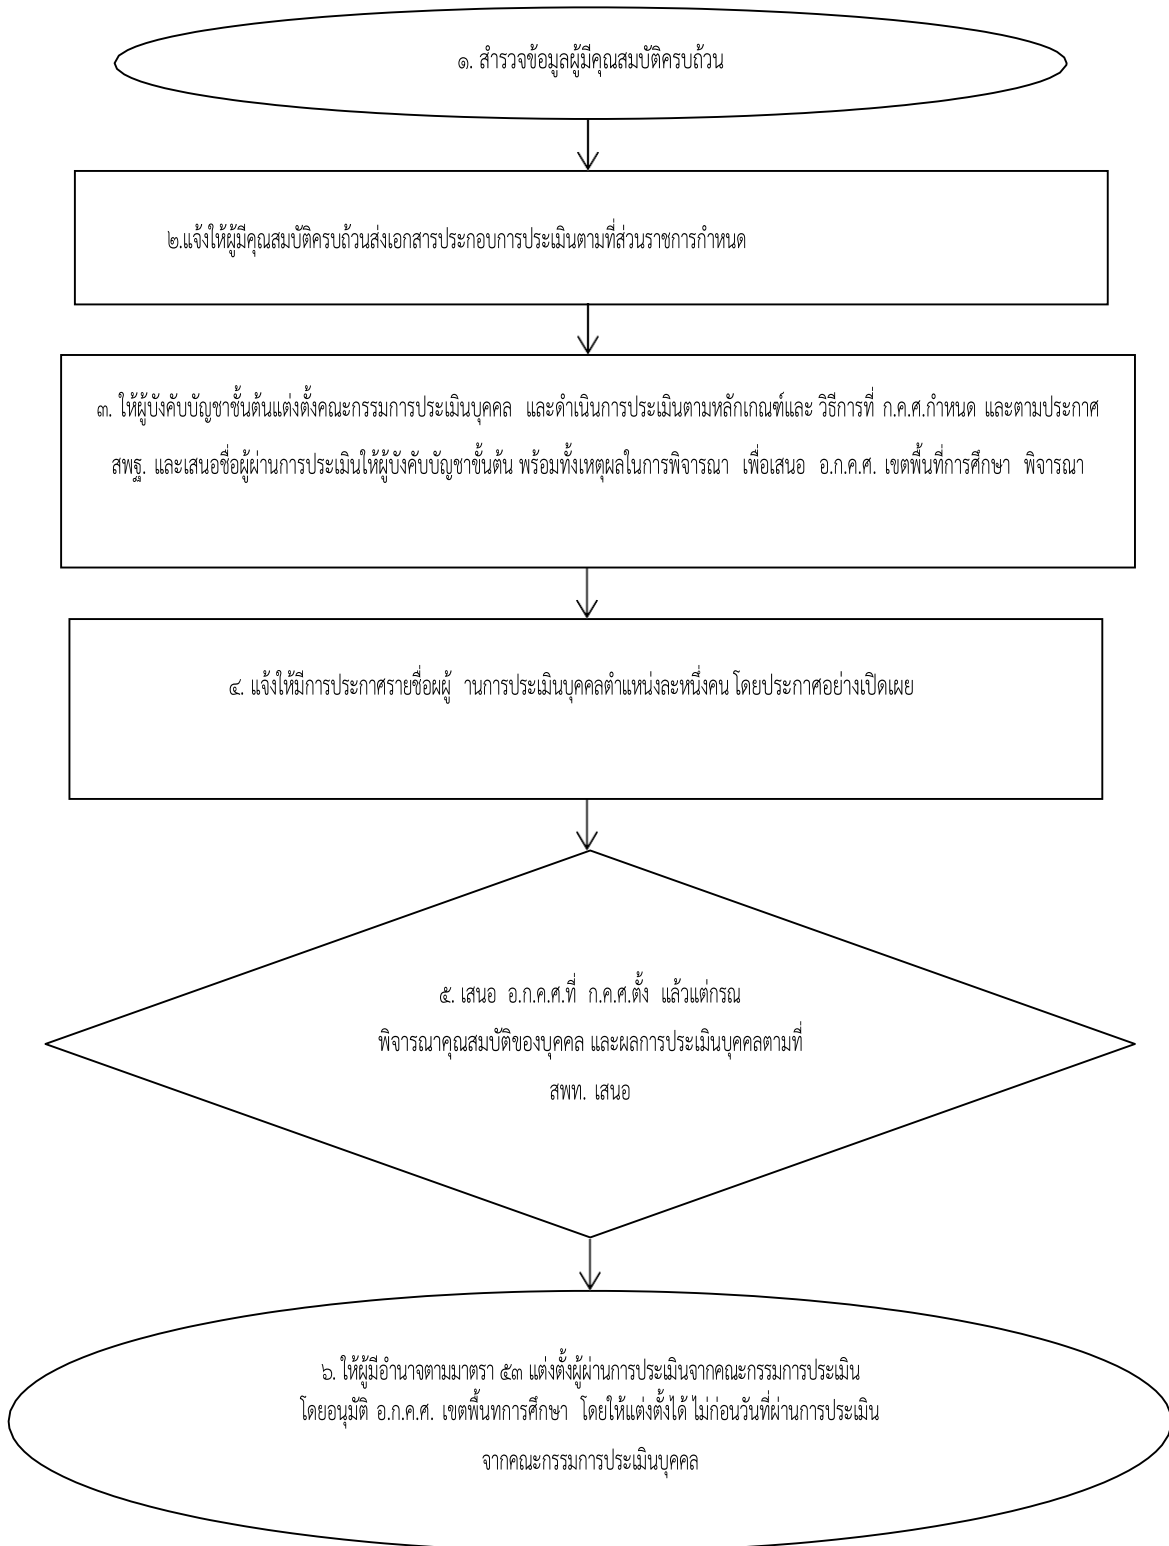 ๑. สำรวจข้อมูลผู้มีคุณสมบัติครบถ้วน
๒.แจ้งให้ผู้มีคุณสมบัติครบถ้วนส่งเอกสารประกอบการประเมินตามที่ส่วนราชการกำหนด
๓. ให้ผู้บังคับบัญชาชั้นต้นแต่งตั้งคณะกรรมการประเมินบุคคล และดำเนินการประเมินตามหลักเกณฑ์และ วิธีการที่ ก.ค.ศ.กำหนด และตามประกาศ
สพฐ. และเสนอชื่อผู้ผ่านการประเมินให้ผู้บังคับบัญชาขั้นต้น พร้อมทั้งเหตุผลในการพิจารณา เพื่อเสนอ อ.ก.ค.ศ. เขตพื้นที่การศึกษา พิจารณา
๔. แจ้งให้มีการประกาศรายชื่อผผู้ านการประเมินบุคคลตำแหน่งละหนึ่งคน โดยประกาศอย่างเปิดเผย
๕. เสนอ อ.ก.ค.ศ.ที่ ก.ค.ศ.ตั้ง แล้วแต่กรณ
พิจารณาคุณสมบัติของบุคคล และผลการประเมินบุคคลตามที่
สพท. เสนอ
๖. ให้ผู้มีอำนาจตามมาตรา ๕๓ แต่งตั้งผู้ผ่านการประเมินจากคณะกรรมการประเมิน
โดยอนุมัติ อ.ก.ค.ศ. เขตพื้นทการศึกษา โดยให้แต่งตั้งได้ ไม่ก่อนวันที่ผ่านการประเมิน
จากคณะกรรมการประเมินบุคคล